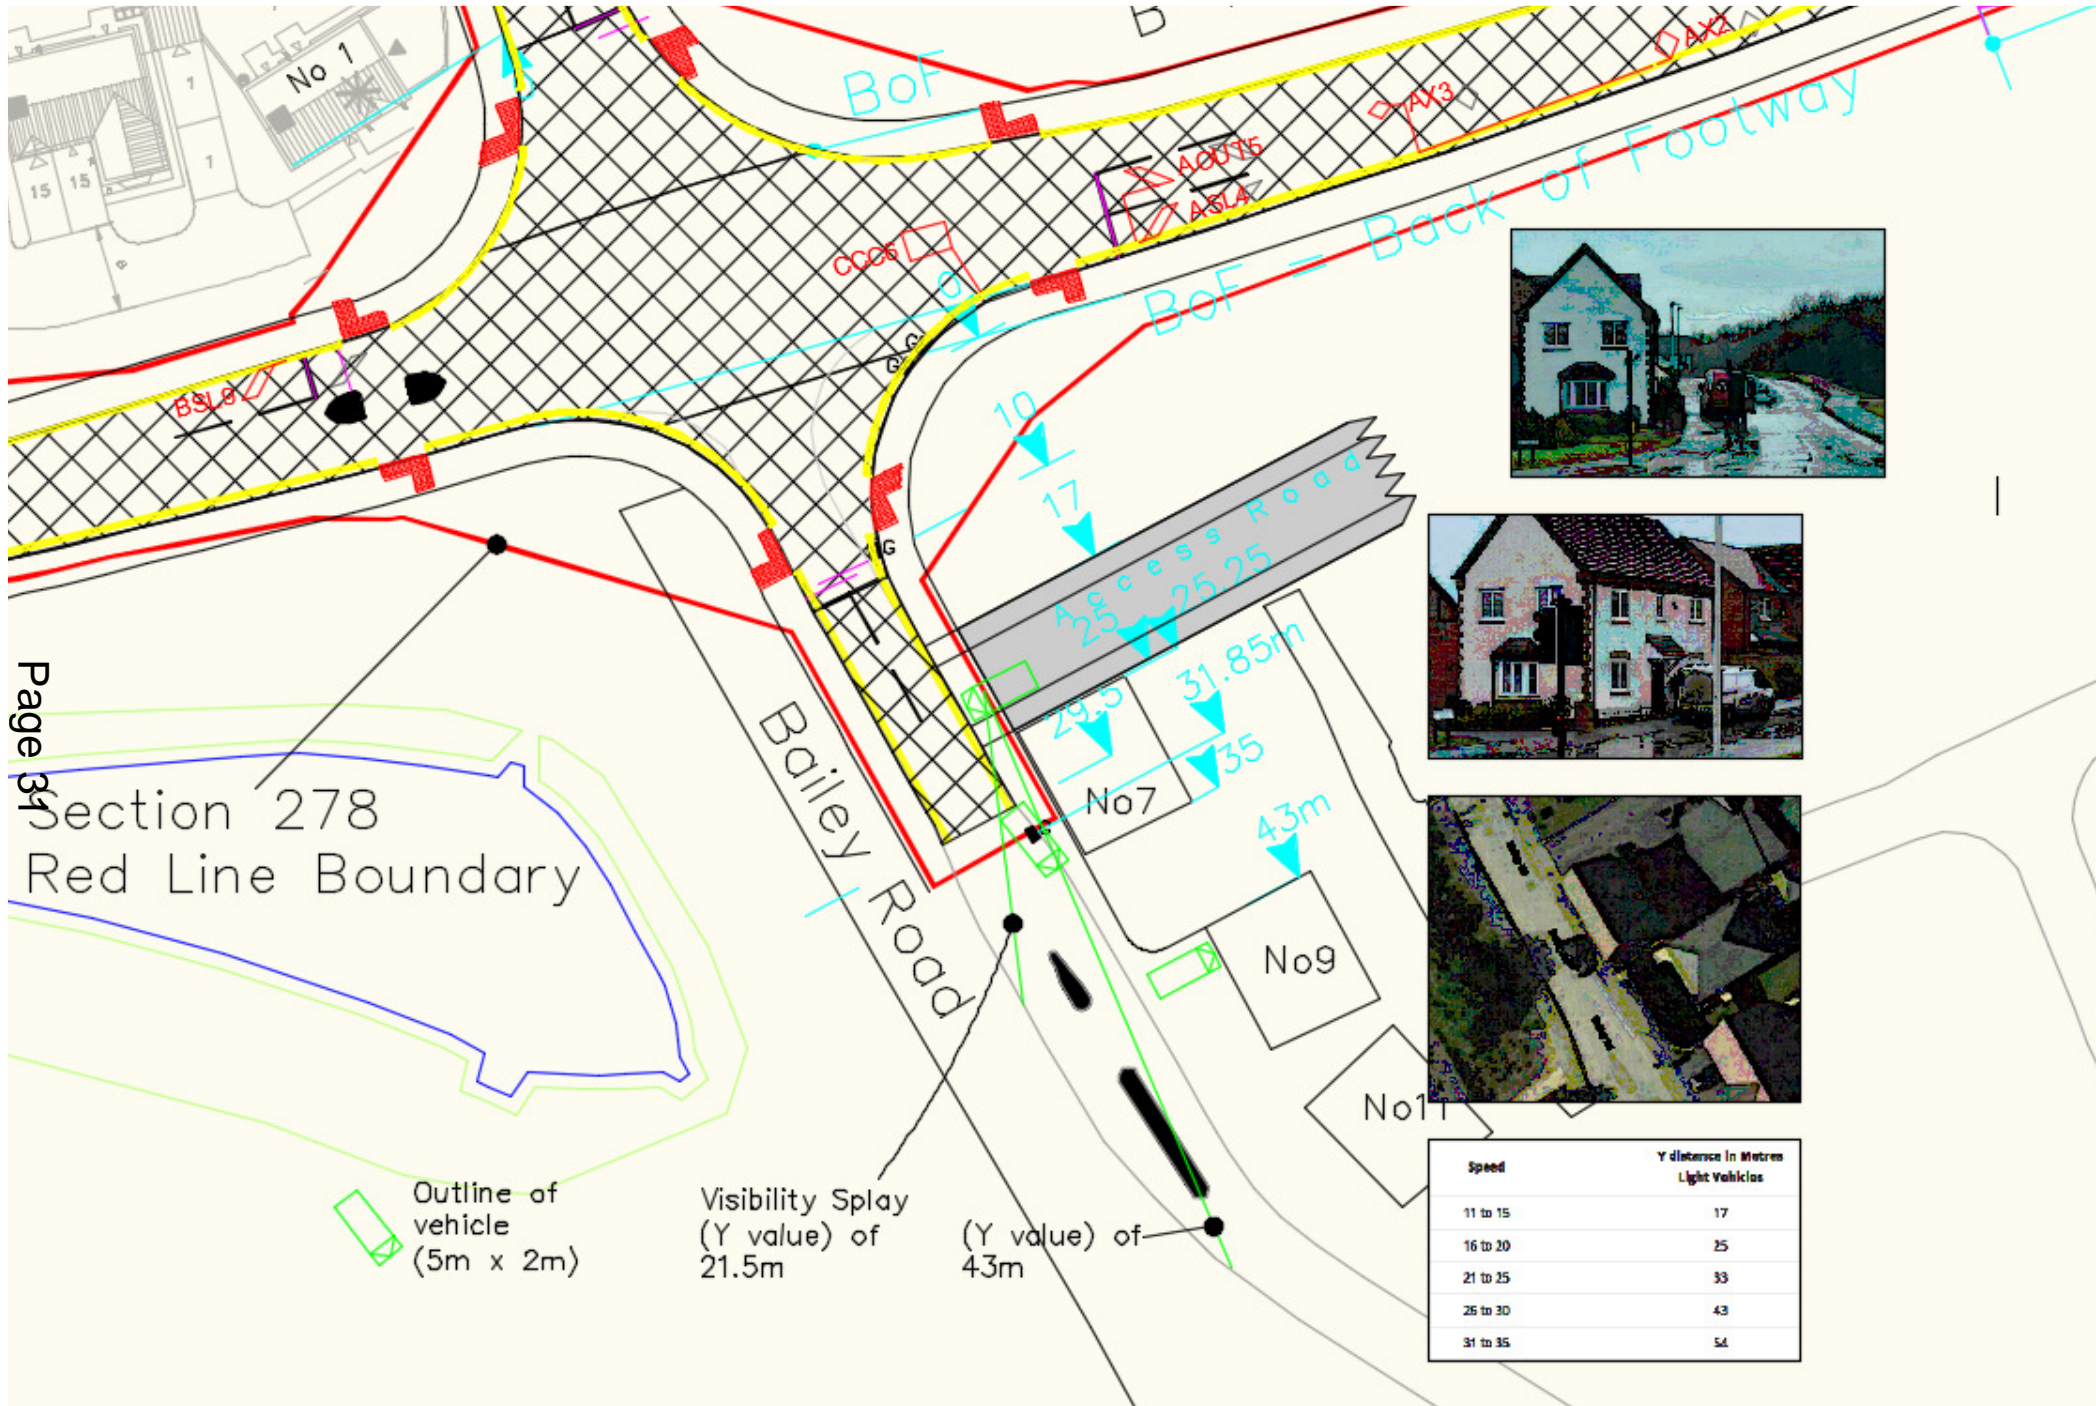 B
No 1
1
1
15
15
BoF
AX2
AX3
AOUT5
ASL4
CCC6
BoF - Back of Footway
0
G
G
G
BSL9
10
17
Access Road
25
25.25
29.5
31.85m
35
43m
No7
No9
No11
Bailey Road
Page 31
Section 278
Red Line Boundary
Outline of
vehicle
(5m x 2m)
Visibility Splay
(Y value) of
21.5m
(Y value) of
43m
Speed
Y distance in Metres
Light Vehicles
11 to 15
17
16 to 20
25
21 to 25
33
26 to 30
43
31 to 35
54